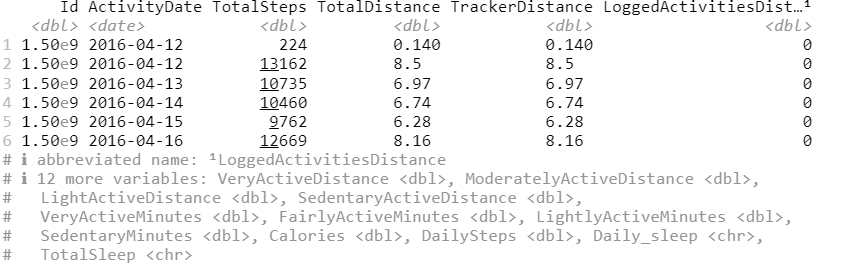 Id ActivityDate TotalSteps TotalDistance TrackerDistance LoggedActivitiesDist…¹
<dbl> <date> <dbl> <dbl> <dbl> <dbl>
1 1.50e9 2016-04-12 224 0.140 0.140 0
2 1.50e9 2016-04-12 13162 8.5 8.5 0
3 1.50e9 2016-04-13 10735 6.97 6.97 0
4 1.50e9 2016-04-14 10460 6.74 6.74 0
5 1.50e9 2016-04-15 9762 6.28 6.28 0
6 1.50e9 2016-04-16 12669 8.16 8.16 0
# ℹ abbreviated name: ¹LoggedActivitiesDistance
# ℹ 12 more variables: VeryActiveDistance <dbl>, ModeratelyActiveDistance <dbl>,
# LightActiveDistance <dbl>, SedentaryActiveDistance <dbl>,
# VeryActiveMinutes <dbl>, FairlyActiveMinutes <dbl>, LightlyActiveMinutes <dbl>,
# SedentaryMinutes <dbl>, Calories <dbl>, DailySteps <dbl>, Daily_sleep <chr>,
# TotalSleep <chr>